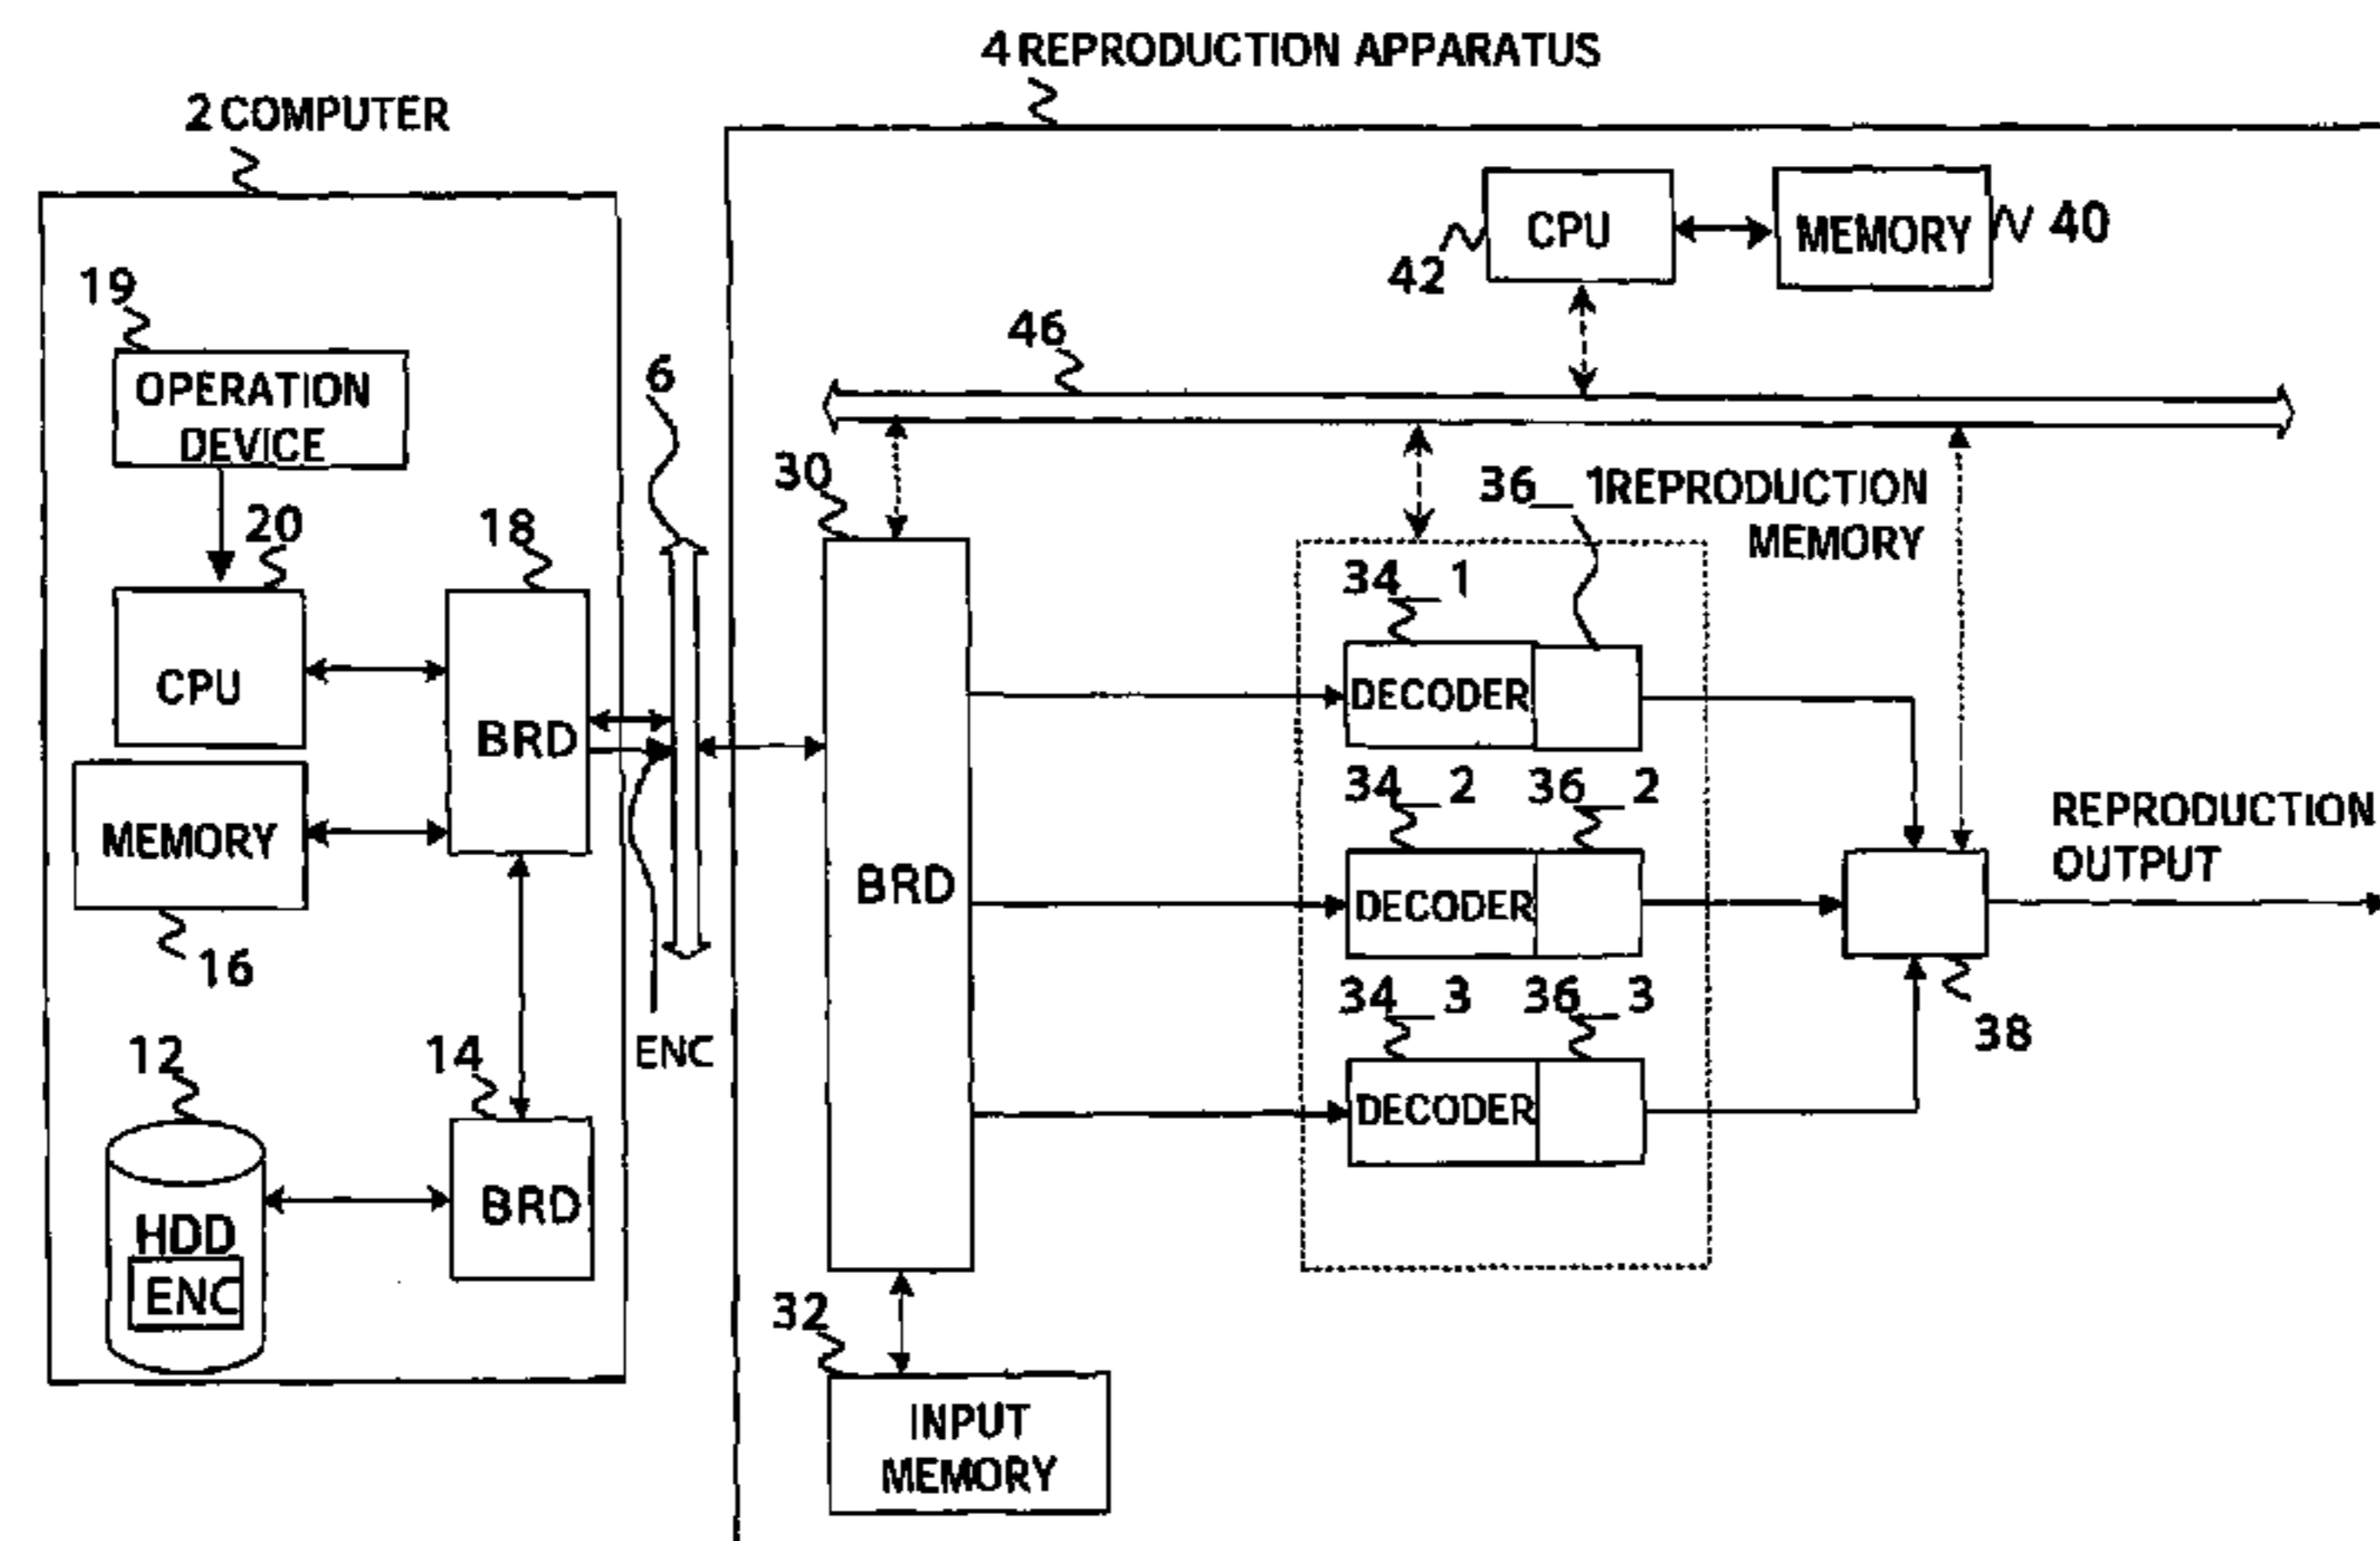 4 REPRODUCTION APPARATUS
2 COMPUTER
CPU
MEMORY
40
42
19
46
OPERATION
DEVICE
6
30
36_1 REPRODUCTION
MEMORY
20
18
34_1
CPU
BRD
DECODER
34_2
36_2
REPRODUCTION
OUTPUT
MEMORY
BRD
DECODER
16
34_3
36_3
38
12
14
ENC
DECODER
HDD
BRD
ENC
32
INPUT
MEMORY